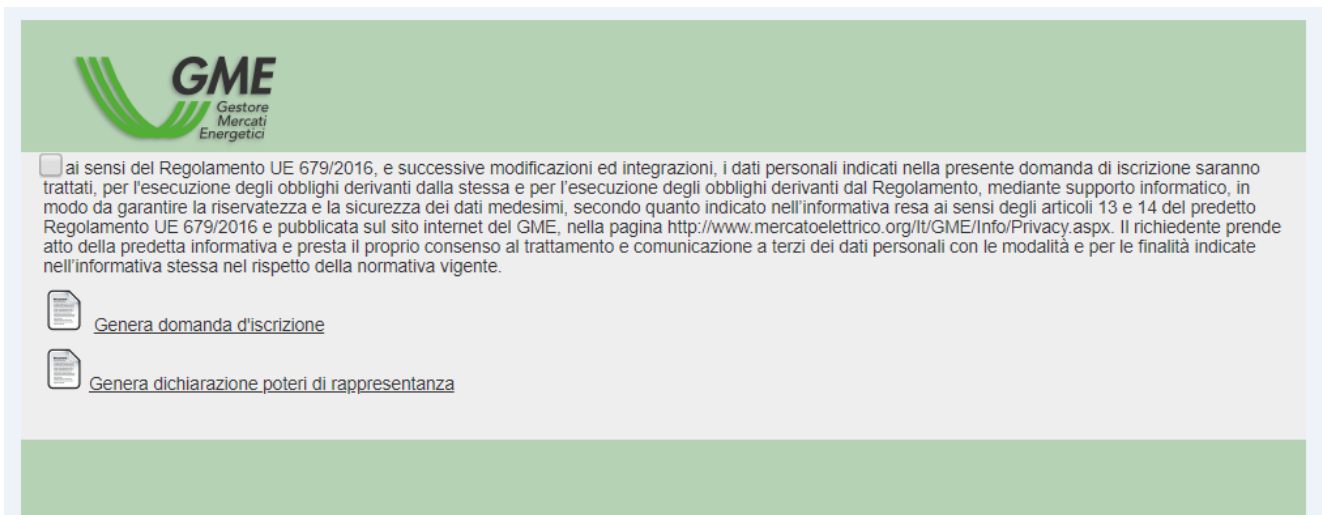 GME
Gestore
Mercati
Energetici
ai sensi del Regolamento UE 679/2016, e successive modificazioni ed integrazioni, i dati personali indicati nella presente domanda di iscrizione saranno
trattati, per l'esecuzione degli obblighi derivanti dalla stessa e per l'esecuzione degli obblighi derivanti dal Regolamento, mediante supporto informatico, in
modo da garantire la riservatezza e la sicurezza dei dati medesimi, secondo quanto indicato nell'informativa resa ai sensi degli articoli 13 e 14 del predetto
Regolamento UE 679/2016 e pubblicata sul sito internet del GME, nella pagina http://www.mercatoelettrico.org/It/GME/Info/Privacy.aspx. Il richiedente prende
atto della predetta informativa e presta il proprio consenso al trattamento e comunicazione a terzi dei dati personali con le modalità e per le finalità indicate
nell'informativa stessa nel rispetto della normativa vigente.
Genera domanda d'iscrizione
Genera dichiarazione poteri di rappresentanza